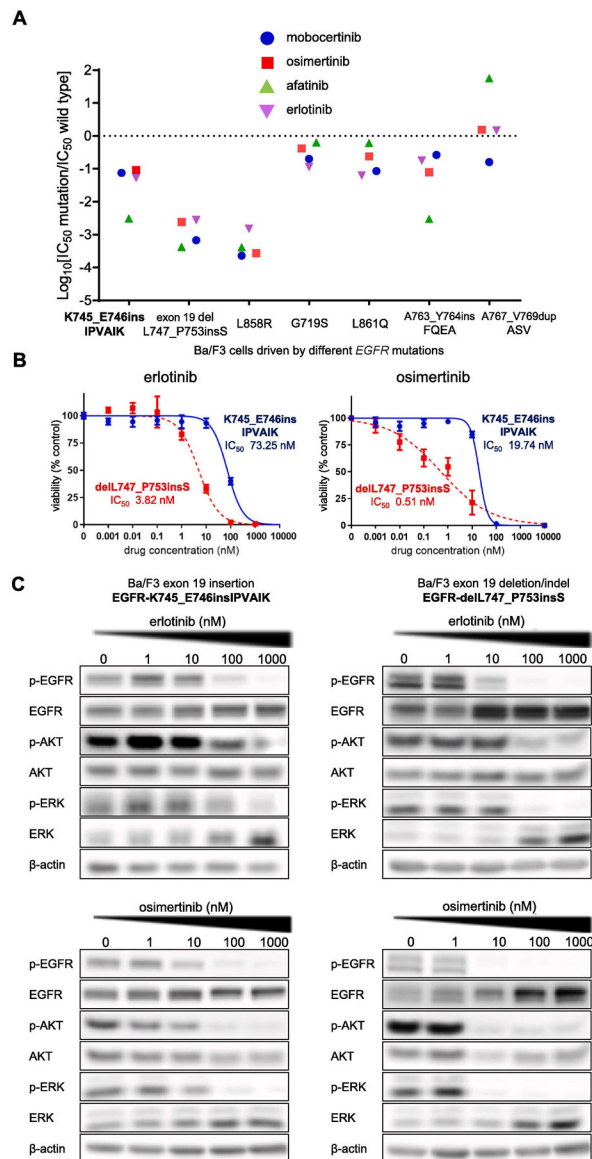 A
mobocertinib
osimertinib
afatinib
erlotinib
Log10[IC50 mutation/IC50 wild type]
2
1
0
-1
-2
-3
-4
-5
K745_E746ins
IPVAIK
exon 19 del
L747_P753insS
L858R
G719S
L861Q
A763_Y764ins
FQEA
A767_V769dup
ASV
Ba/F3 cells driven by different EGFR mutations
B
erlotinib
viability (% control)
100
75
50
25
0
K745_E746ins
IPVAIK
IC50 73.25 nM
delL747_P753insS
IC50 3.82 nM
0 0.001 0.01 0.1 1 10 100 1000 10000
drug concentration (nM)
osimertinib
viability (% control)
100
75
50
25
0
K745_E746ins
IPVAIK
IC50 19.74 nM
delL747_P753insS
IC50 0.51 nM
0 0.001 0.01 0.1 1 10 100 1000 10000
drug concentration (nM)
C
Ba/F3 exon 19 insertion
EGFR-K745_E746insIPVAIK
erlotinib (nM)
0 1 10 100 1000
p-EGFR
EGFR
p-AKT
AKT
p-ERK
ERK
β-actin
Ba/F3 exon 19 deletion/indel
EGFR-delL747_P753insS
erlotinib (nM)
0 1 10 100 1000
p-EGFR
EGFR
p-AKT
AKT
p-ERK
ERK
β-actin
osimertinib (nM)
0 1 10 100 1000
p-EGFR
EGFR
p-AKT
AKT
p-ERK
ERK
β-actin
osimertinib (nM)
0 1 10 100 1000
p-EGFR
EGFR
p-AKT
AKT
p-ERK
ERK
β-actin